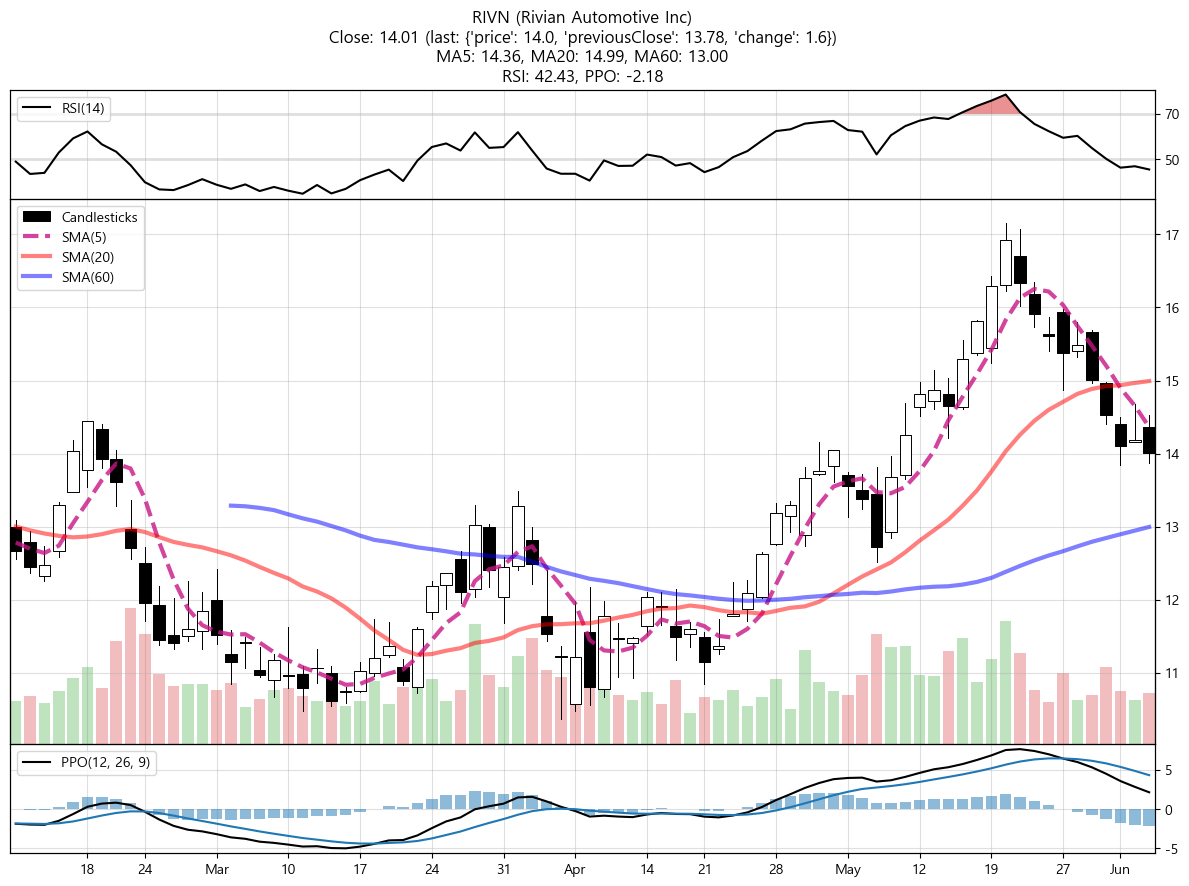 RIVN (Rivian Automotive Inc)
Close: 14.01 (last: {'price': 14.0, 'previousClose': 13.78, 'change': 1.6})
MA5: 14.36, MA20: 14.99, MA60: 13.00
RSI: 42.43, PPO: -2.18
RSI(14)
70
50
Candlesticks
SMA(5)
SMA(20)
SMA(60)
17
16
15
14
13
12
11
PPO(12, 26, 9)
5
0
-5
18 24 Mar 10 17 24 31 Apr 14 21 28 May 12 19 27 Jun